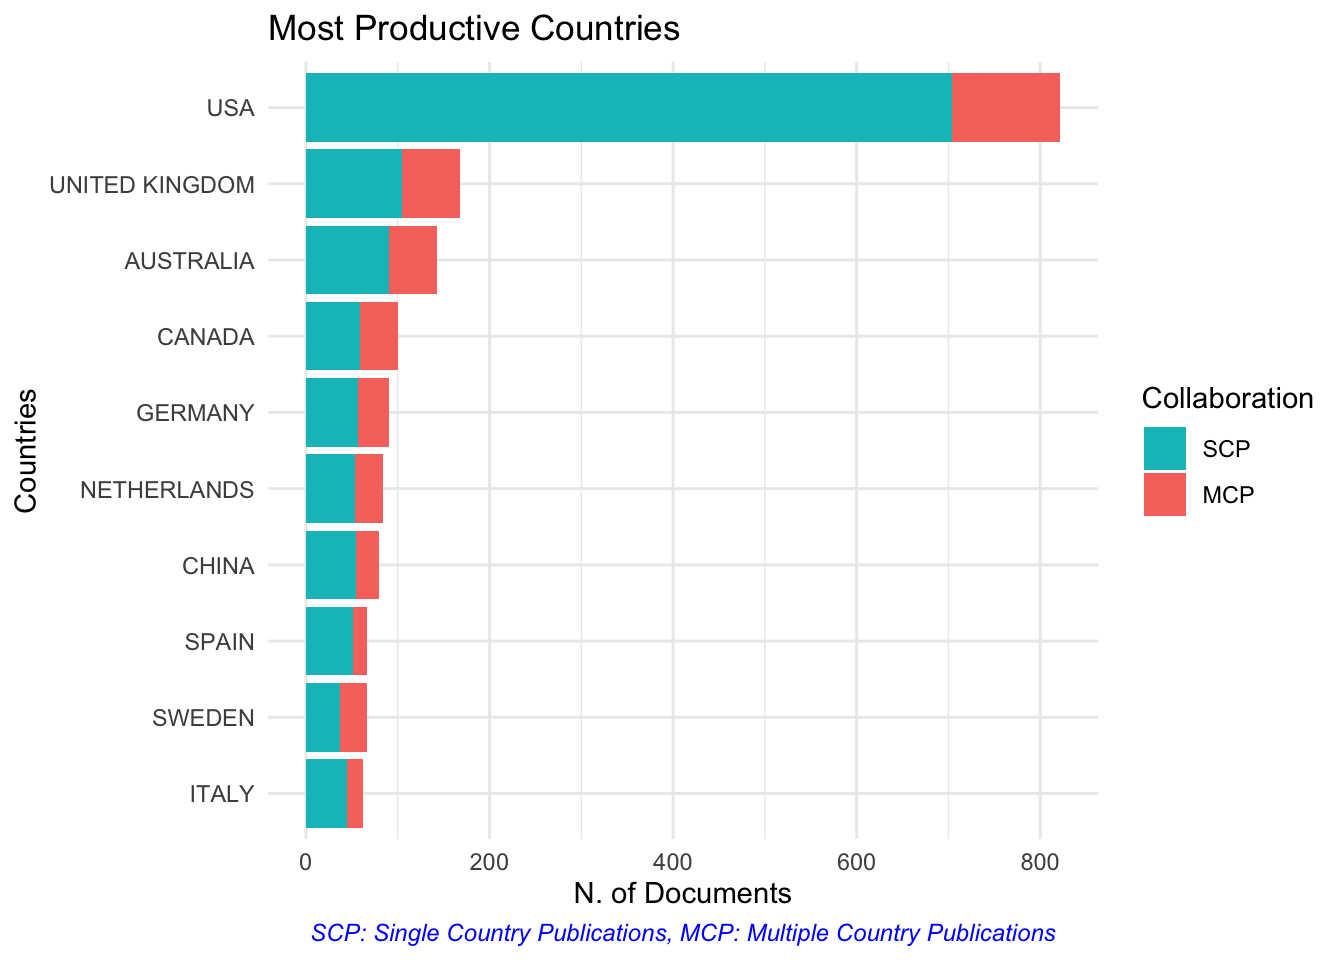 Most Productive Countries
USA
UNITED KINGDOM
AUSTRALIA
CANADA
GERMANY
NETHERLANDS
CHINA
SPAIN
SWEDEN
ITALY
Countries
0 200 400 600 800
N. of Documents
SCP: Single Country Publications, MCP: Multiple Country Publications
Collaboration
SCP
MCP